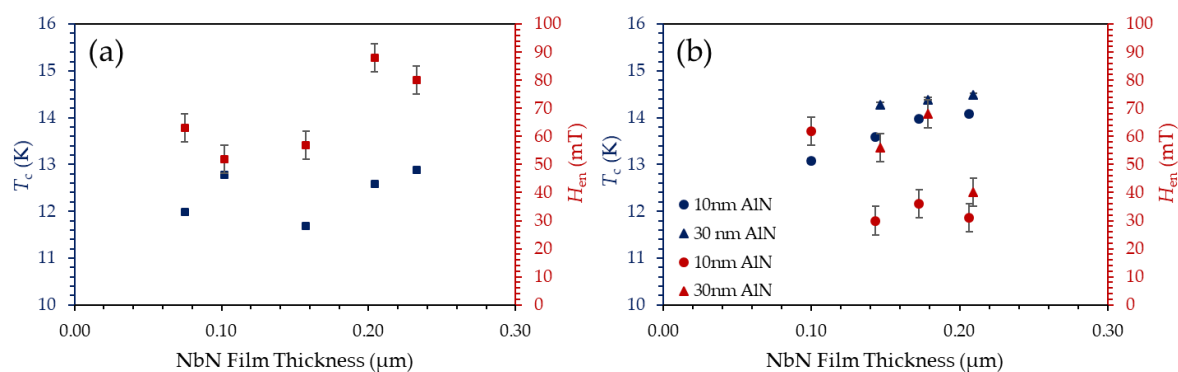 (a)
16
15
14
13
12
11
10
T_c (K)
100
90
80
70
60
50
40
30
20
10
0
H_en (mT)
0.00 0.10 0.20 0.30
NbN Film Thickness (µm)
(b)
16
15
14
13
12
11
10
T_c (K)
10nm AlN
30 nm AlN
10nm AlN
30nm AlN
100
90
80
70
60
50
40
30
20
10
0
H_en (mT)
0.00 0.10 0.20 0.30
NbN Film Thickness (µm)